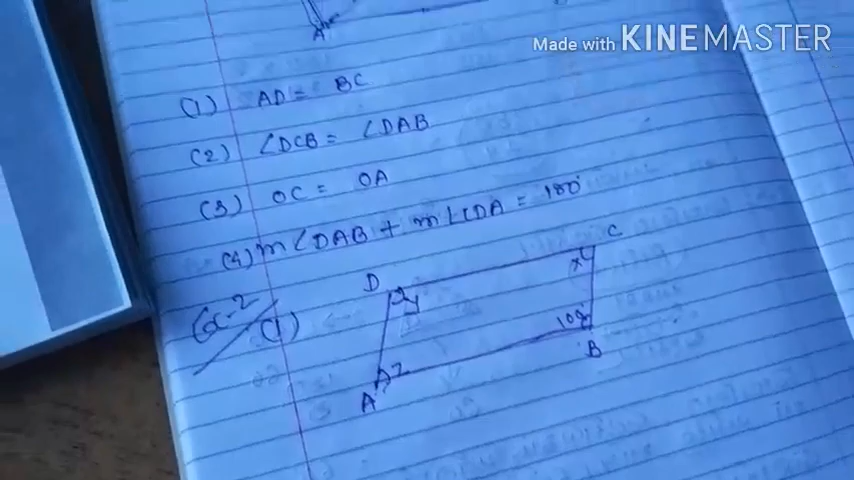 A
Made with KINEMASTER
(1) AD = BC
(2) ∠DCB = ∠DAB
(3) OC = OA
(4) m∠DAB + m∠CDA = 180°
D C
x
y
Ex-2 (1)
100°
z
A B